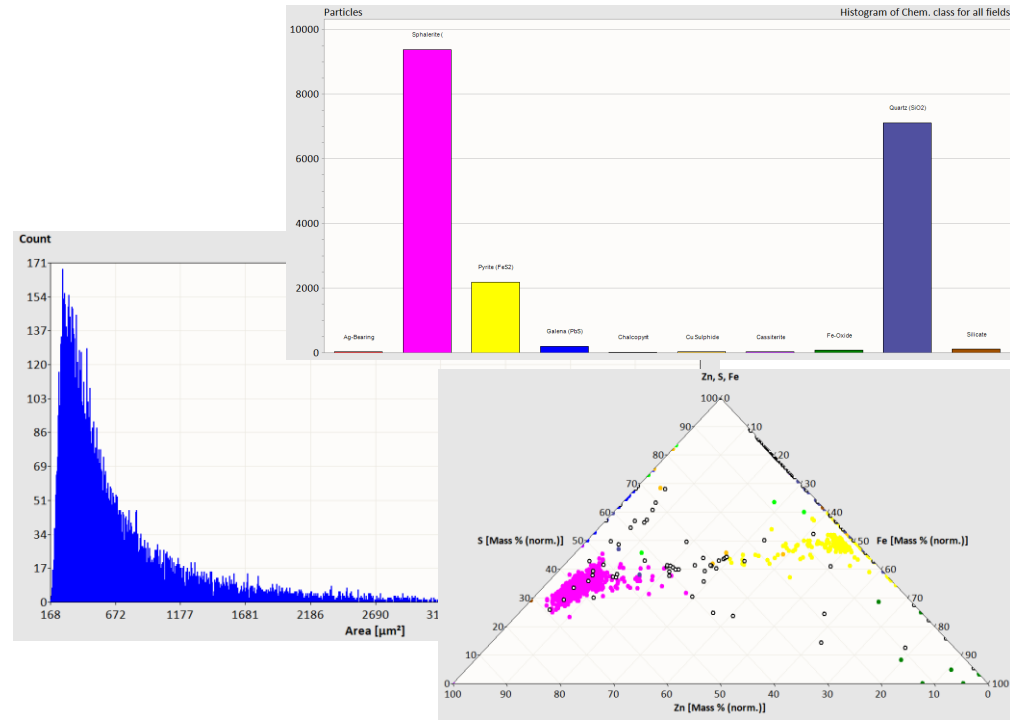 Particles
Histogram of Chem. class for all fields
10000
8000
6000
4000
2000
0
Sphalerite (
Quartz (SiO2)
Pyrite (FeS2)
Galena (PbS)
Ag-Bearing
Chalcopyrit
Cu Sulphide
Cassiterite
Fe-Oxide
Silicate
Count
171
154
137
120
103
86
69
51
34
17
0
168 672 1177 1681 2186 2690 31
Area [µm²]
Zn, S, Fe
100 0
90 10
80 20
70 30
60 40
S [Mass % (norm.)] 50 50 Fe [Mass % (norm.)]
40 60
30 70
20 80
10 90
0 100
100 90 80 70 60 50 40 30 20 10 0
Zn [Mass % (norm.)]